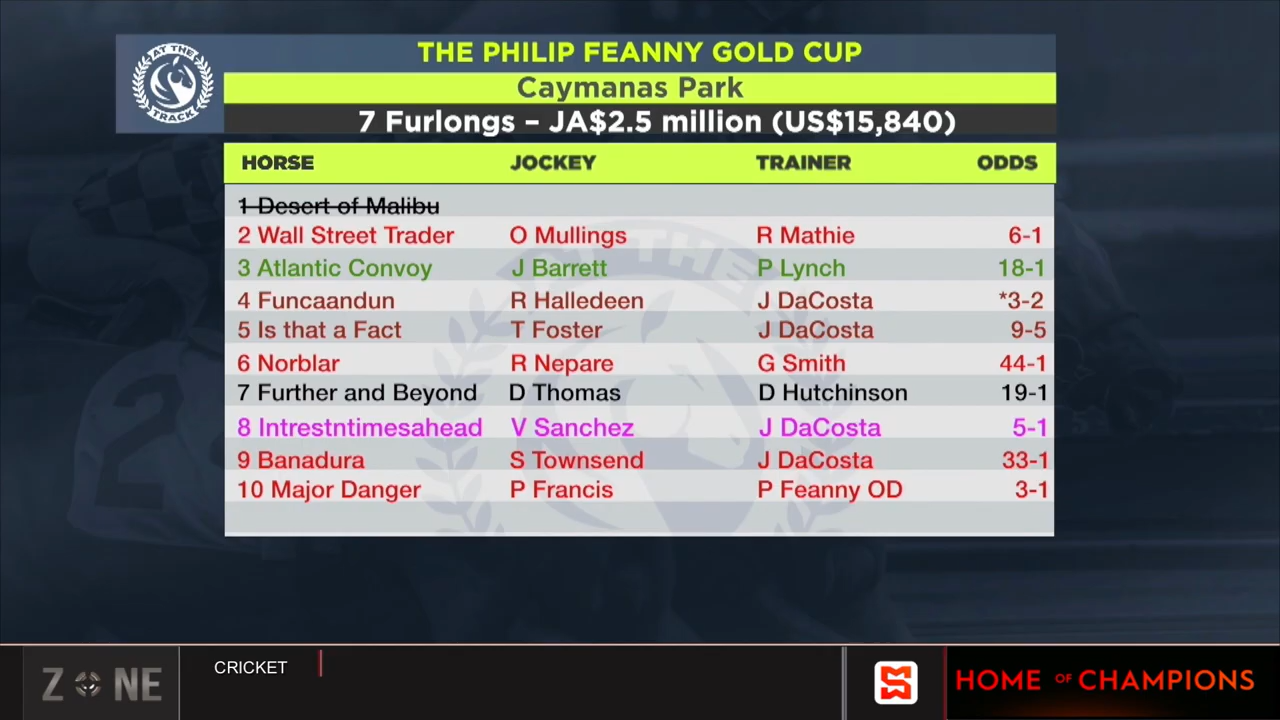 AT THE TRACK
THE PHILIP FEANNY GOLD CUP
Caymanas Park
7 Furlongs – JA$2.5 million (US$15,840)
HORSE JOCKEY TRAINER ODDS
1 Desert of Malibu
2 Wall Street Trader O Mullings R Mathie 6-1
3 Atlantic Convoy J Barrett P Lynch 18-1
4 Funcaandun R Halledeen J DaCosta *3-2
5 Is that a Fact T Foster J DaCosta 9-5
6 Norblar R Nepare G Smith 44-1
7 Further and Beyond D Thomas D Hutchinson 19-1
8 Intrestntimesahead V Sanchez J DaCosta 5-1
9 Banadura S Townsend J DaCosta 33-1
10 Major Danger P Francis P Feanny OD 3-1
ZONE CRICKET HOME OF CHAMPIONS